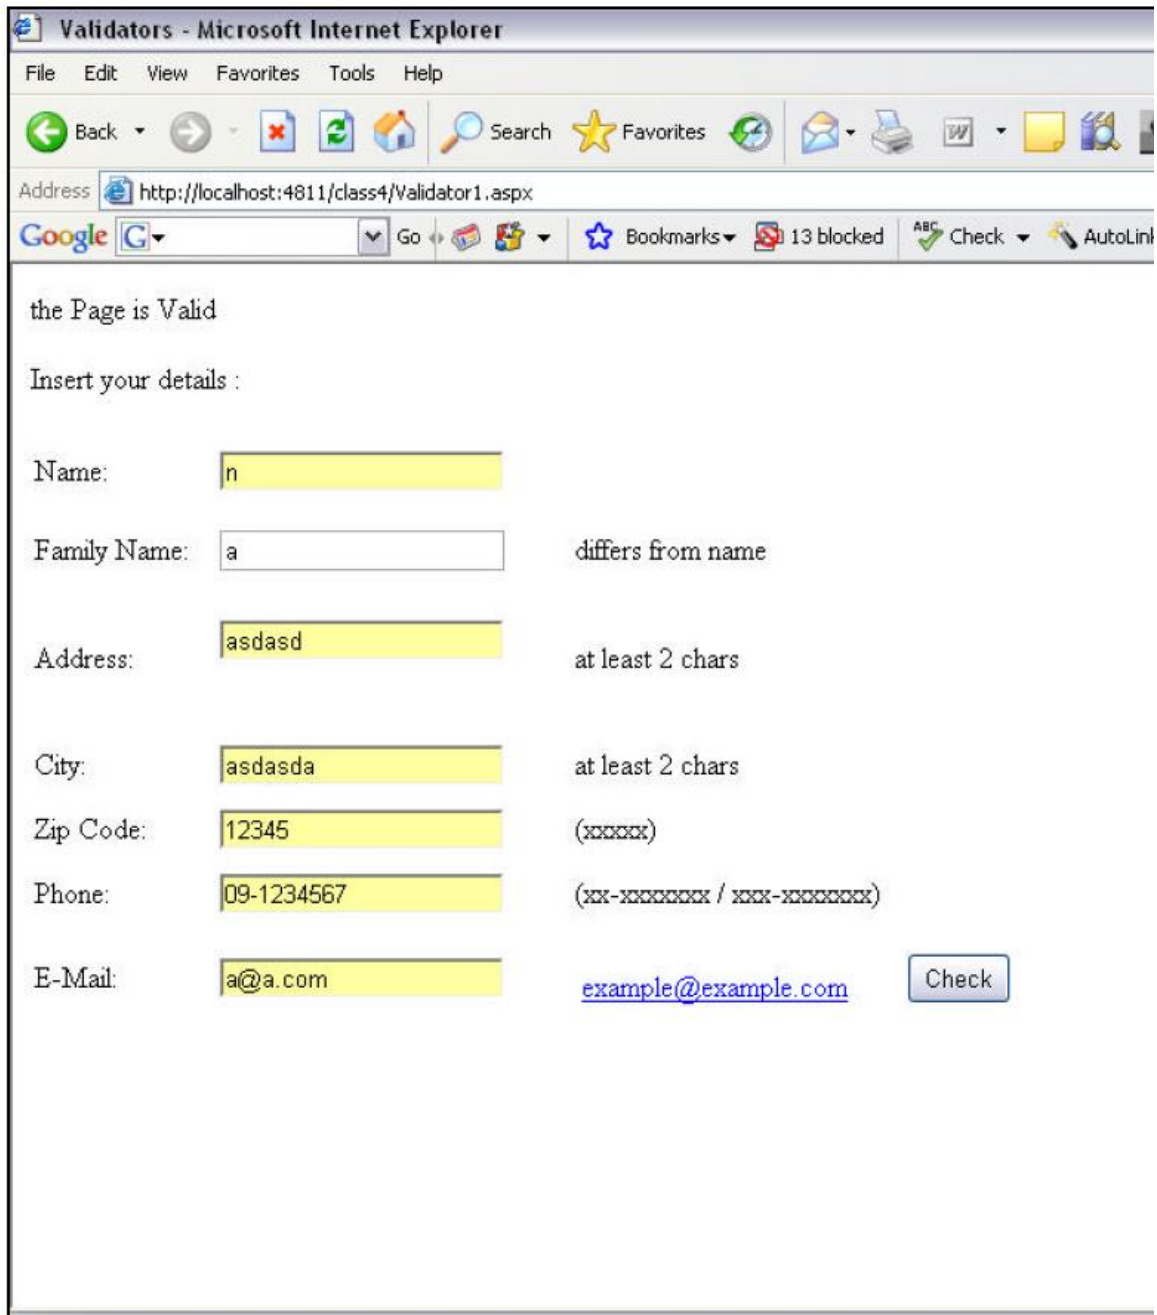 Validators - Microsoft Internet Explorer
File Edit View Favorites Tools Help
Back Search Favorites W
Address http://localhost:4811/class4/Validator1.aspx
Google G Go Bookmarks 13 blocked ABC Check AutoLink
the Page is Valid
Insert your details :
Name: n
Family Name: a differs from name
Address: asdasd at least 2 chars
City: asdasda at least 2 chars
Zip Code: 12345 (xxxxx)
Phone: 09-1234567 (xx-xxxxxxx / xxx-xxxxxxx)
E-Mail: a@a.com example@example.com Check